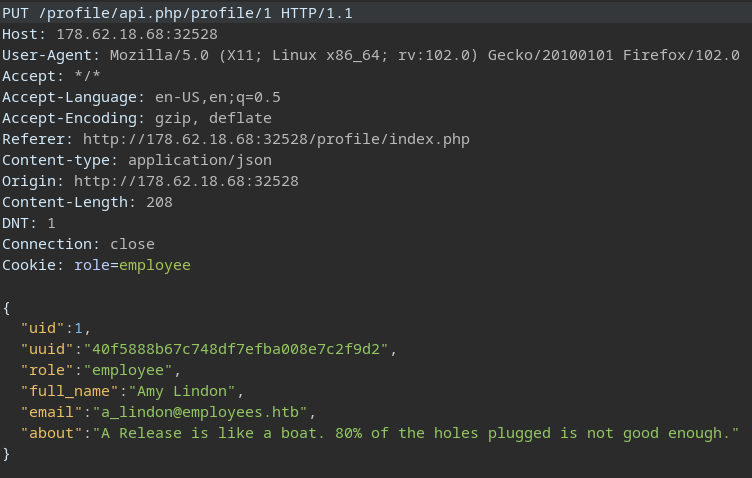 PUT /profile/api.php/profile/1 HTTP/1.1
Host: 178.62.18.68:32528
User-Agent: Mozilla/5.0 (X11; Linux x86_64; rv:102.0) Gecko/20100101 Firefox/102.0
Accept: */*
Accept-Language: en-US,en;q=0.5
Accept-Encoding: gzip, deflate
Referer: http://178.62.18.68:32528/profile/index.php
Content-type: application/json
Origin: http://178.62.18.68:32528
Content-Length: 208
DNT: 1
Connection: close
Cookie: role=employee
{
"uid":1,
"uuid":"40f5888b67c748df7efba008e7c2f9d2",
"role":"employee",
"full_name":"Amy Lindon",
"email":"a_lindon@employees.htb",
"about":"A Release is like a boat. 80% of the holes plugged is not good enough."
}